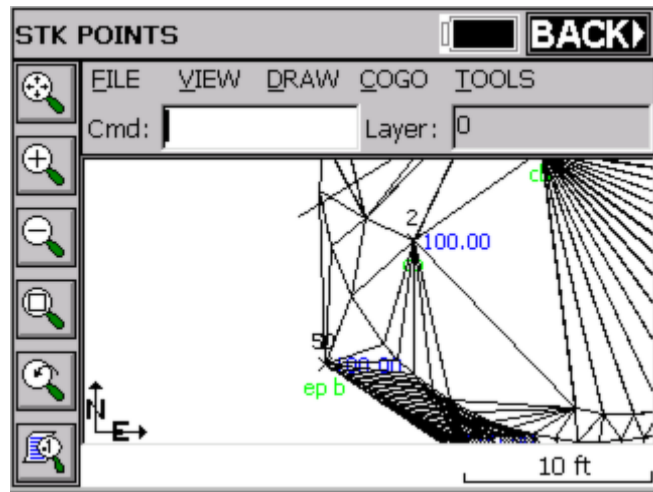 STK POINTS
BACK
FILE VIEW DRAW COGO TOOLS
Cmd: Layer: 0
2
100.00
50
ep b
N
E
10 ft